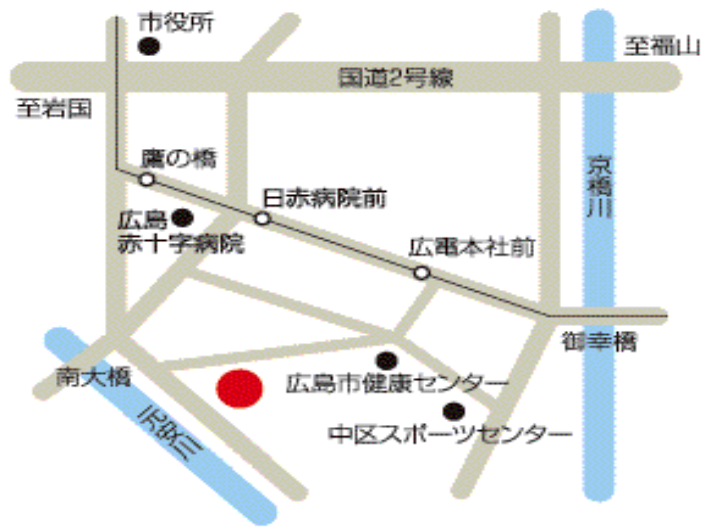 市役所
至福山
国道2号線
至岩国
鷹の橋
京橋川
日赤病院前
広島
赤十字病院
広電本社前
御幸橋
南大橋
広島市健康センター
元安川
中区スポーツセンター